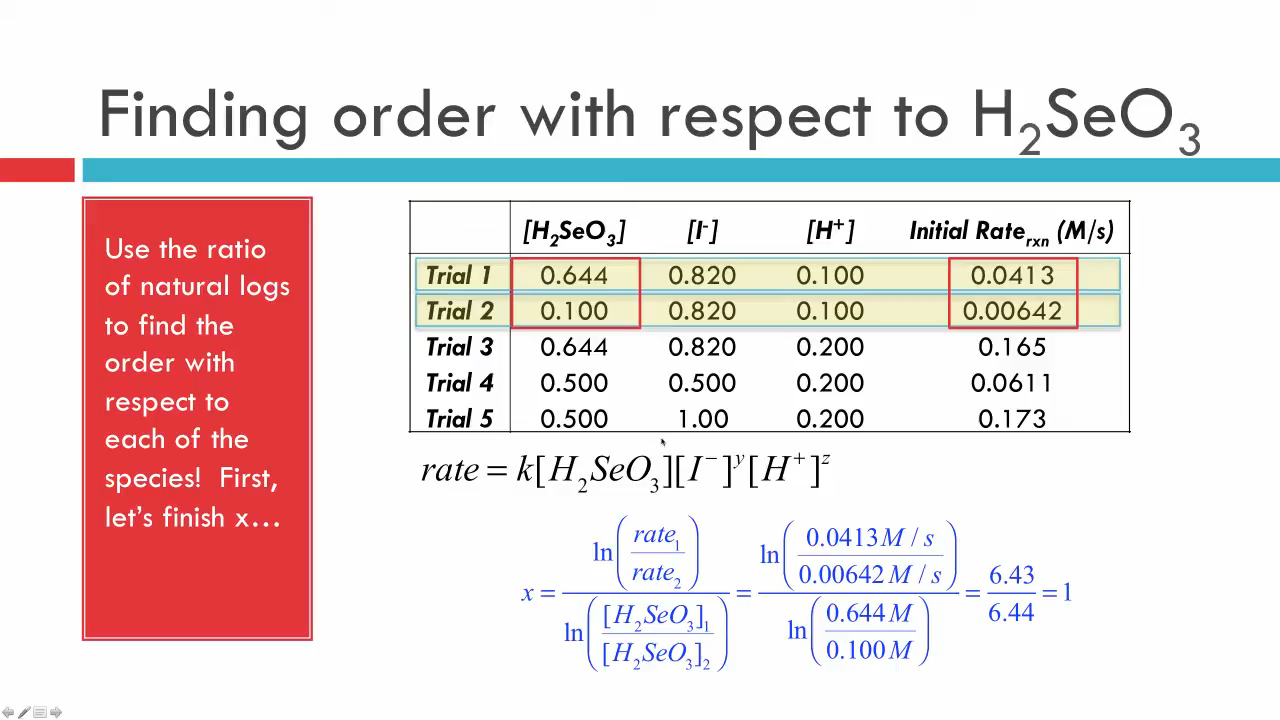 Finding order with respect to H₂SeO₃
Use the ratio
of natural logs
to find the
order with
respect to
each of the
species! First,
let's finish x…
[H₂SeO₃] [I⁻] [H⁺] Initial Rateᵣₓₙ (M/s)
Trial 1 0.644 0.820 0.100 0.0413
Trial 2 0.100 0.820 0.100 0.00642
Trial 3 0.644 0.820 0.200 0.165
Trial 4 0.500 0.500 0.200 0.0611
Trial 5 0.500 1.00 0.200 0.173
rate = k[H₂SeO₃][I⁻]^y[H⁺]^z
x = ln(rate₁/rate₂) / ln([H₂SeO₃]₁/[H₂SeO₃]₂) = ln(0.0413 M / s / 0.00642 M / s) / ln(0.644 M / 0.100 M) = 6.43/6.44 = 1